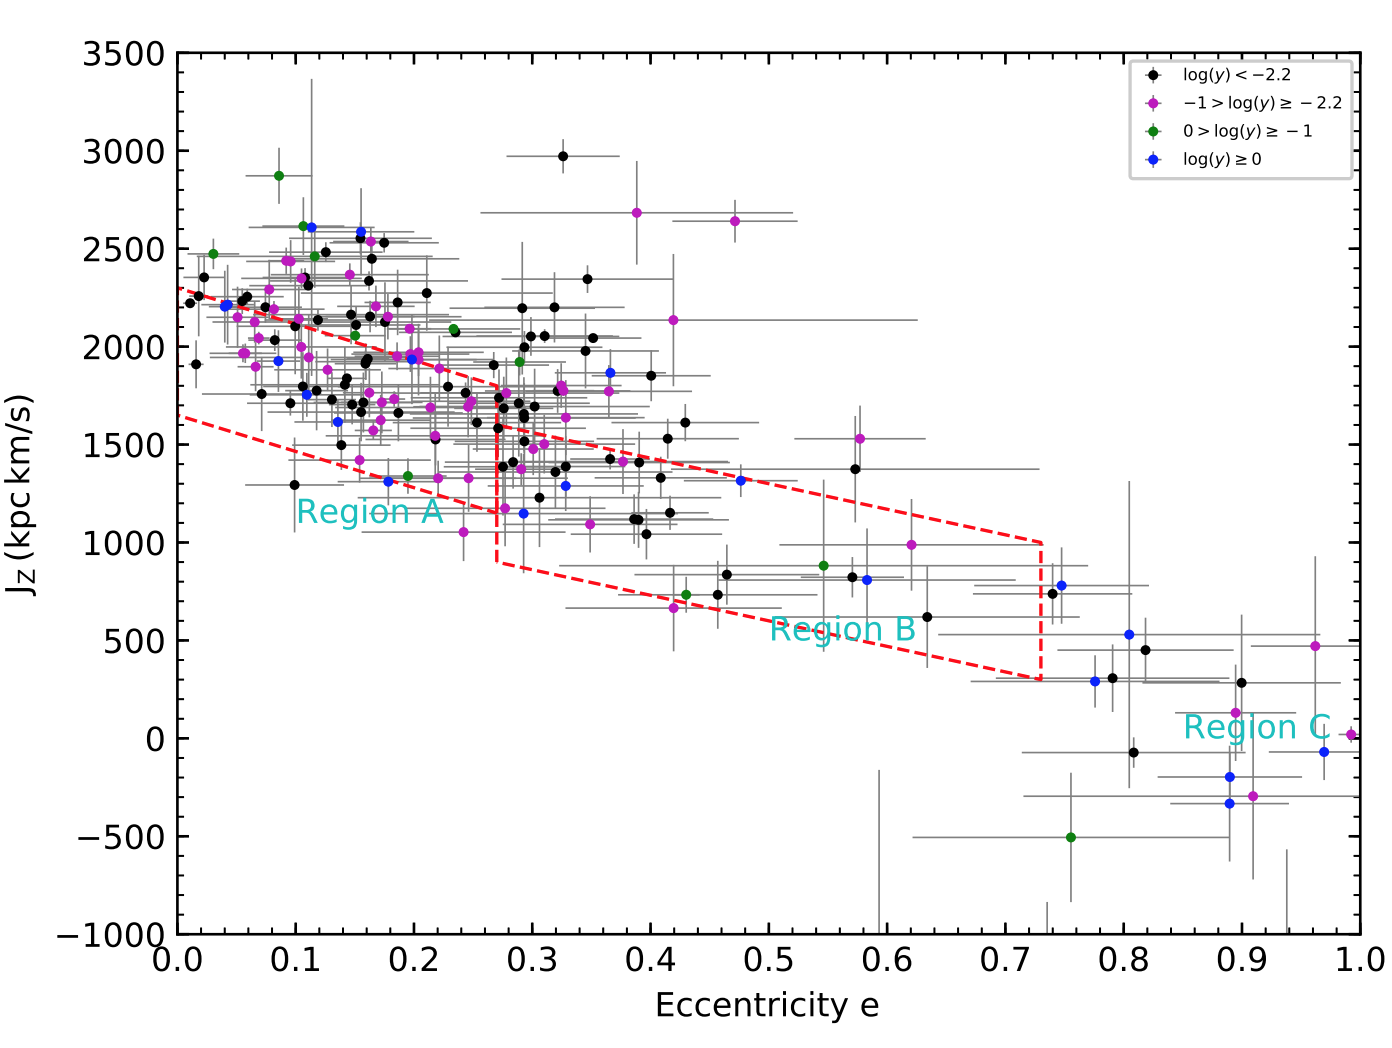 3500
3000
2500
2000
1500
1000
500
0
−500
−1000
0.0 0.1 0.2 0.3 0.4 0.5 0.6 0.7 0.8 0.9 1.0
Eccentricity e
JZ (kpc km/s)
log(y) < −2.2
−1 > log(y) ≥ −2.2
0 > log(y) ≥ −1
log(y) ≥ 0
Region A
Region B
Region C